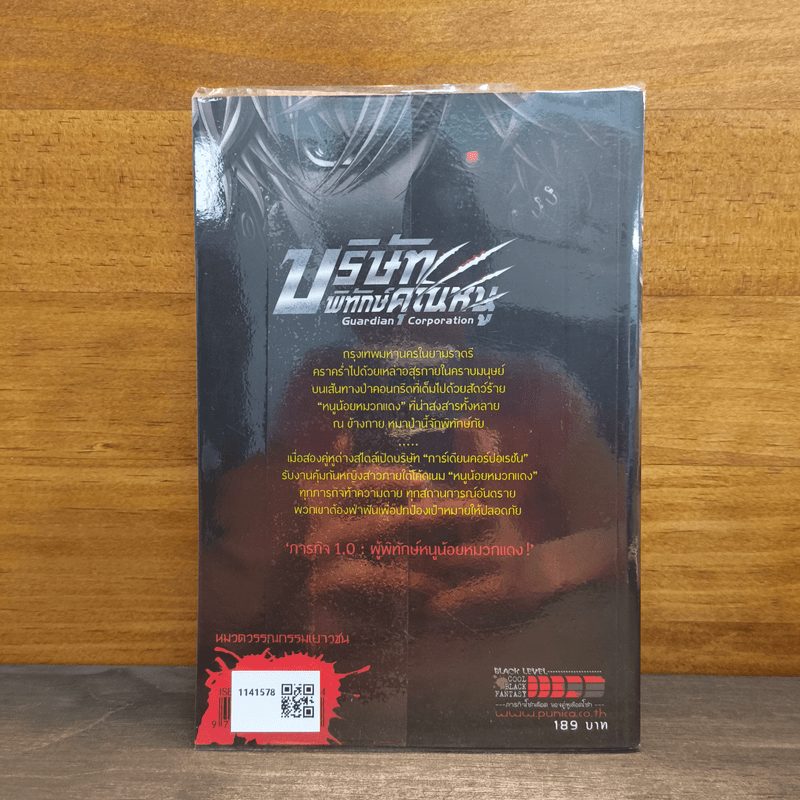 บริษัท
พิทักษ์คุณหนู
Guardian Corporation
กรุงเทพมหานครในยามราตรี
คราคร่ำไปด้วยเหล่าอสุรกายในคราบมนุษย์
บนเส้นทางป่าคอนกรีตที่เต็มไปด้วยสัตว์ร้าย
“หนูน้อยหมวกแดง” ที่น่าสงสารทั้งหลาย
ณ ข้างกาย หมาป่านี้จักพิทักษ์ภัย
.....
เมื่อสองคู่หูต่างสไตล์เปิดบริษัท “การ์เดียนคอร์ปอเรชั่น”
รับงานคุ้มกันหญิงสาวภายใต้โค้ดเนม “หนูน้อยหมวกแดง”
ทุกภารกิจท้าความตาย ทุกสถานการณ์อันตราย
พวกเขาต้องฟาดฟันเพื่อปกป้องเป้าหมายให้ปลอดภัย
‘ภารกิจ 1.0 : ผู้พิทักษ์หนูน้อยหมวกแดง!’
หมวดวรรณกรรมเยาวชน
1141578
BLACK LEVEL
COOL
BLACK
FANTASY
www.punica.co.th
189 บาท